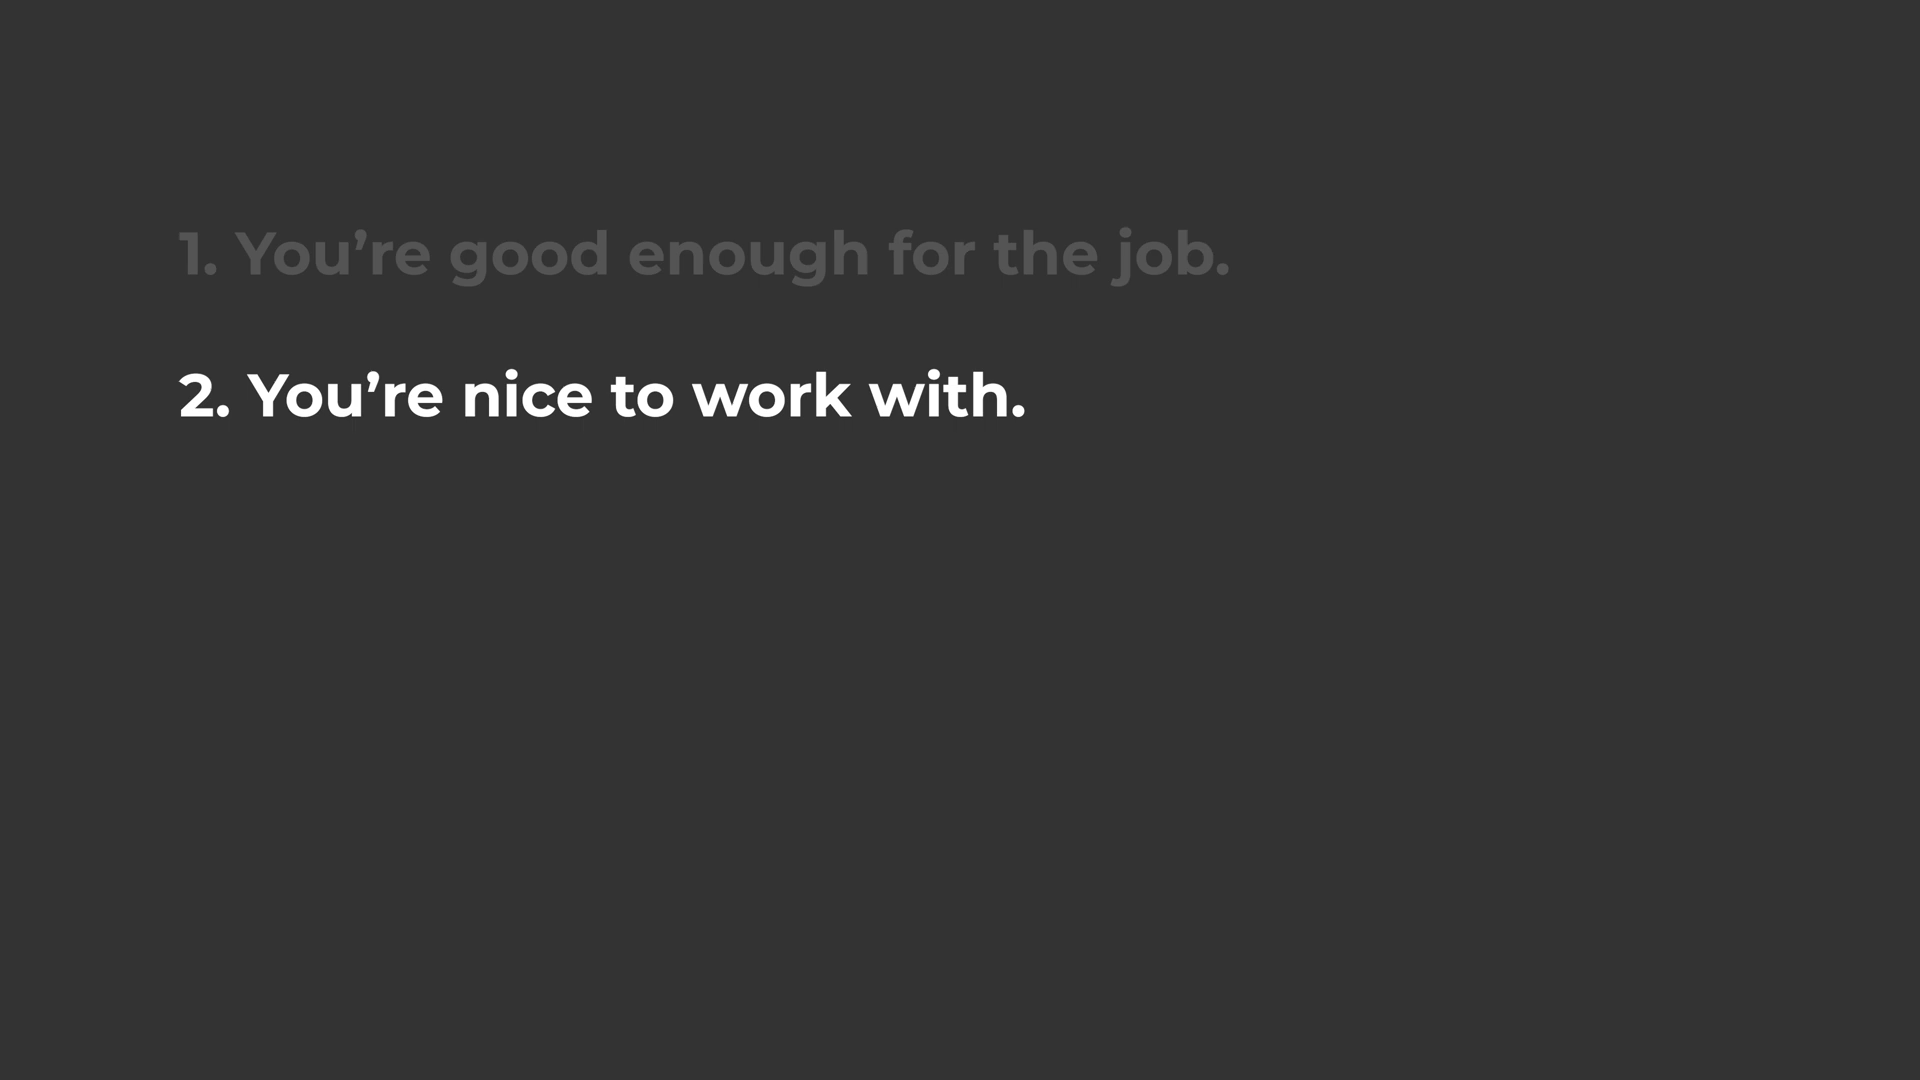 1. You’re good enough for the job.
2. You’re nice to work with.